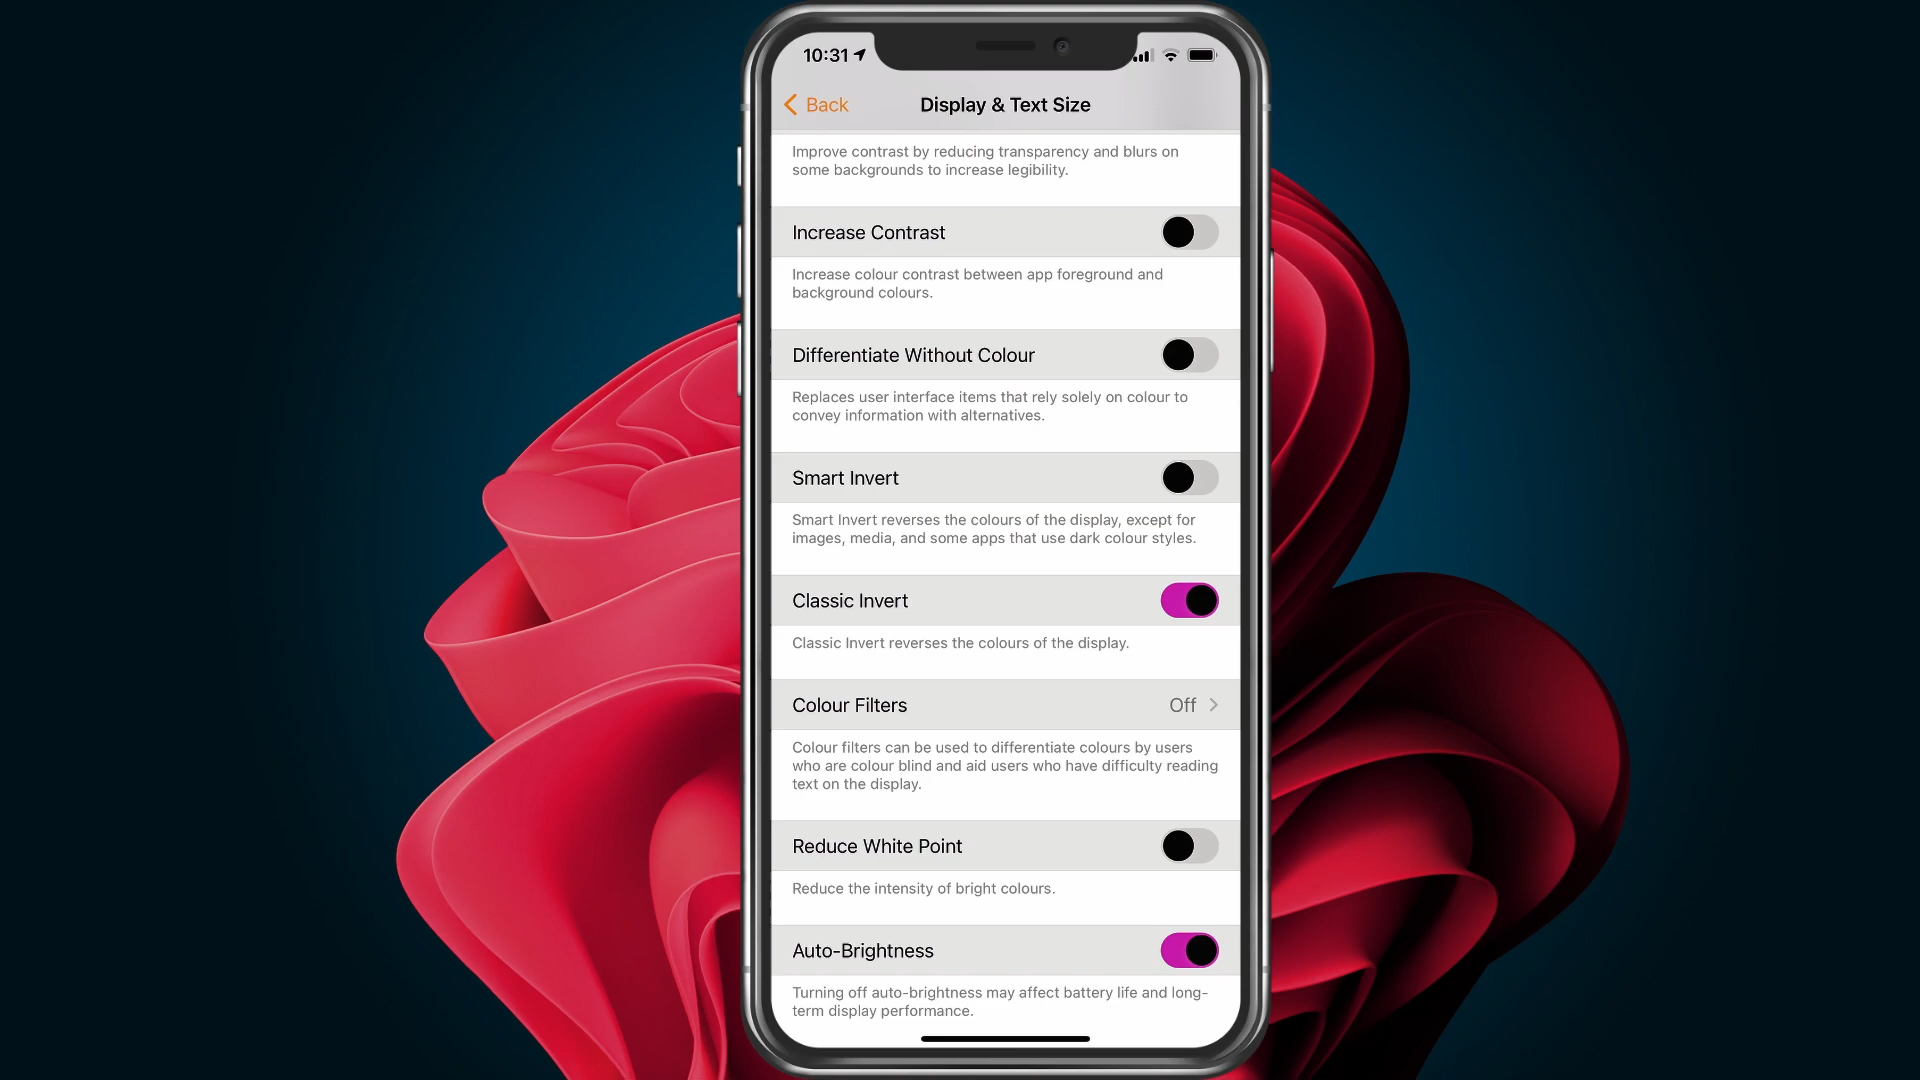 10:31
Back
Display & Text Size
Improve contrast by reducing transparency and blurs on
some backgrounds to increase legibility.
Increase Contrast
Increase colour contrast between app foreground and
background colours.
Differentiate Without Colour
Replaces user interface items that rely solely on colour to
convey information with alternatives.
Smart Invert
Smart Invert reverses the colours of the display, except for
images, media, and some apps that use dark colour styles.
Classic Invert
Classic Invert reverses the colours of the display.
Colour Filters
Off
Colour filters can be used to differentiate colours by users
who are colour blind and aid users who have difficulty reading
text on the display.
Reduce White Point
Reduce the intensity of bright colours.
Auto-Brightness
Turning off auto-brightness may affect battery life and long-
term display performance.